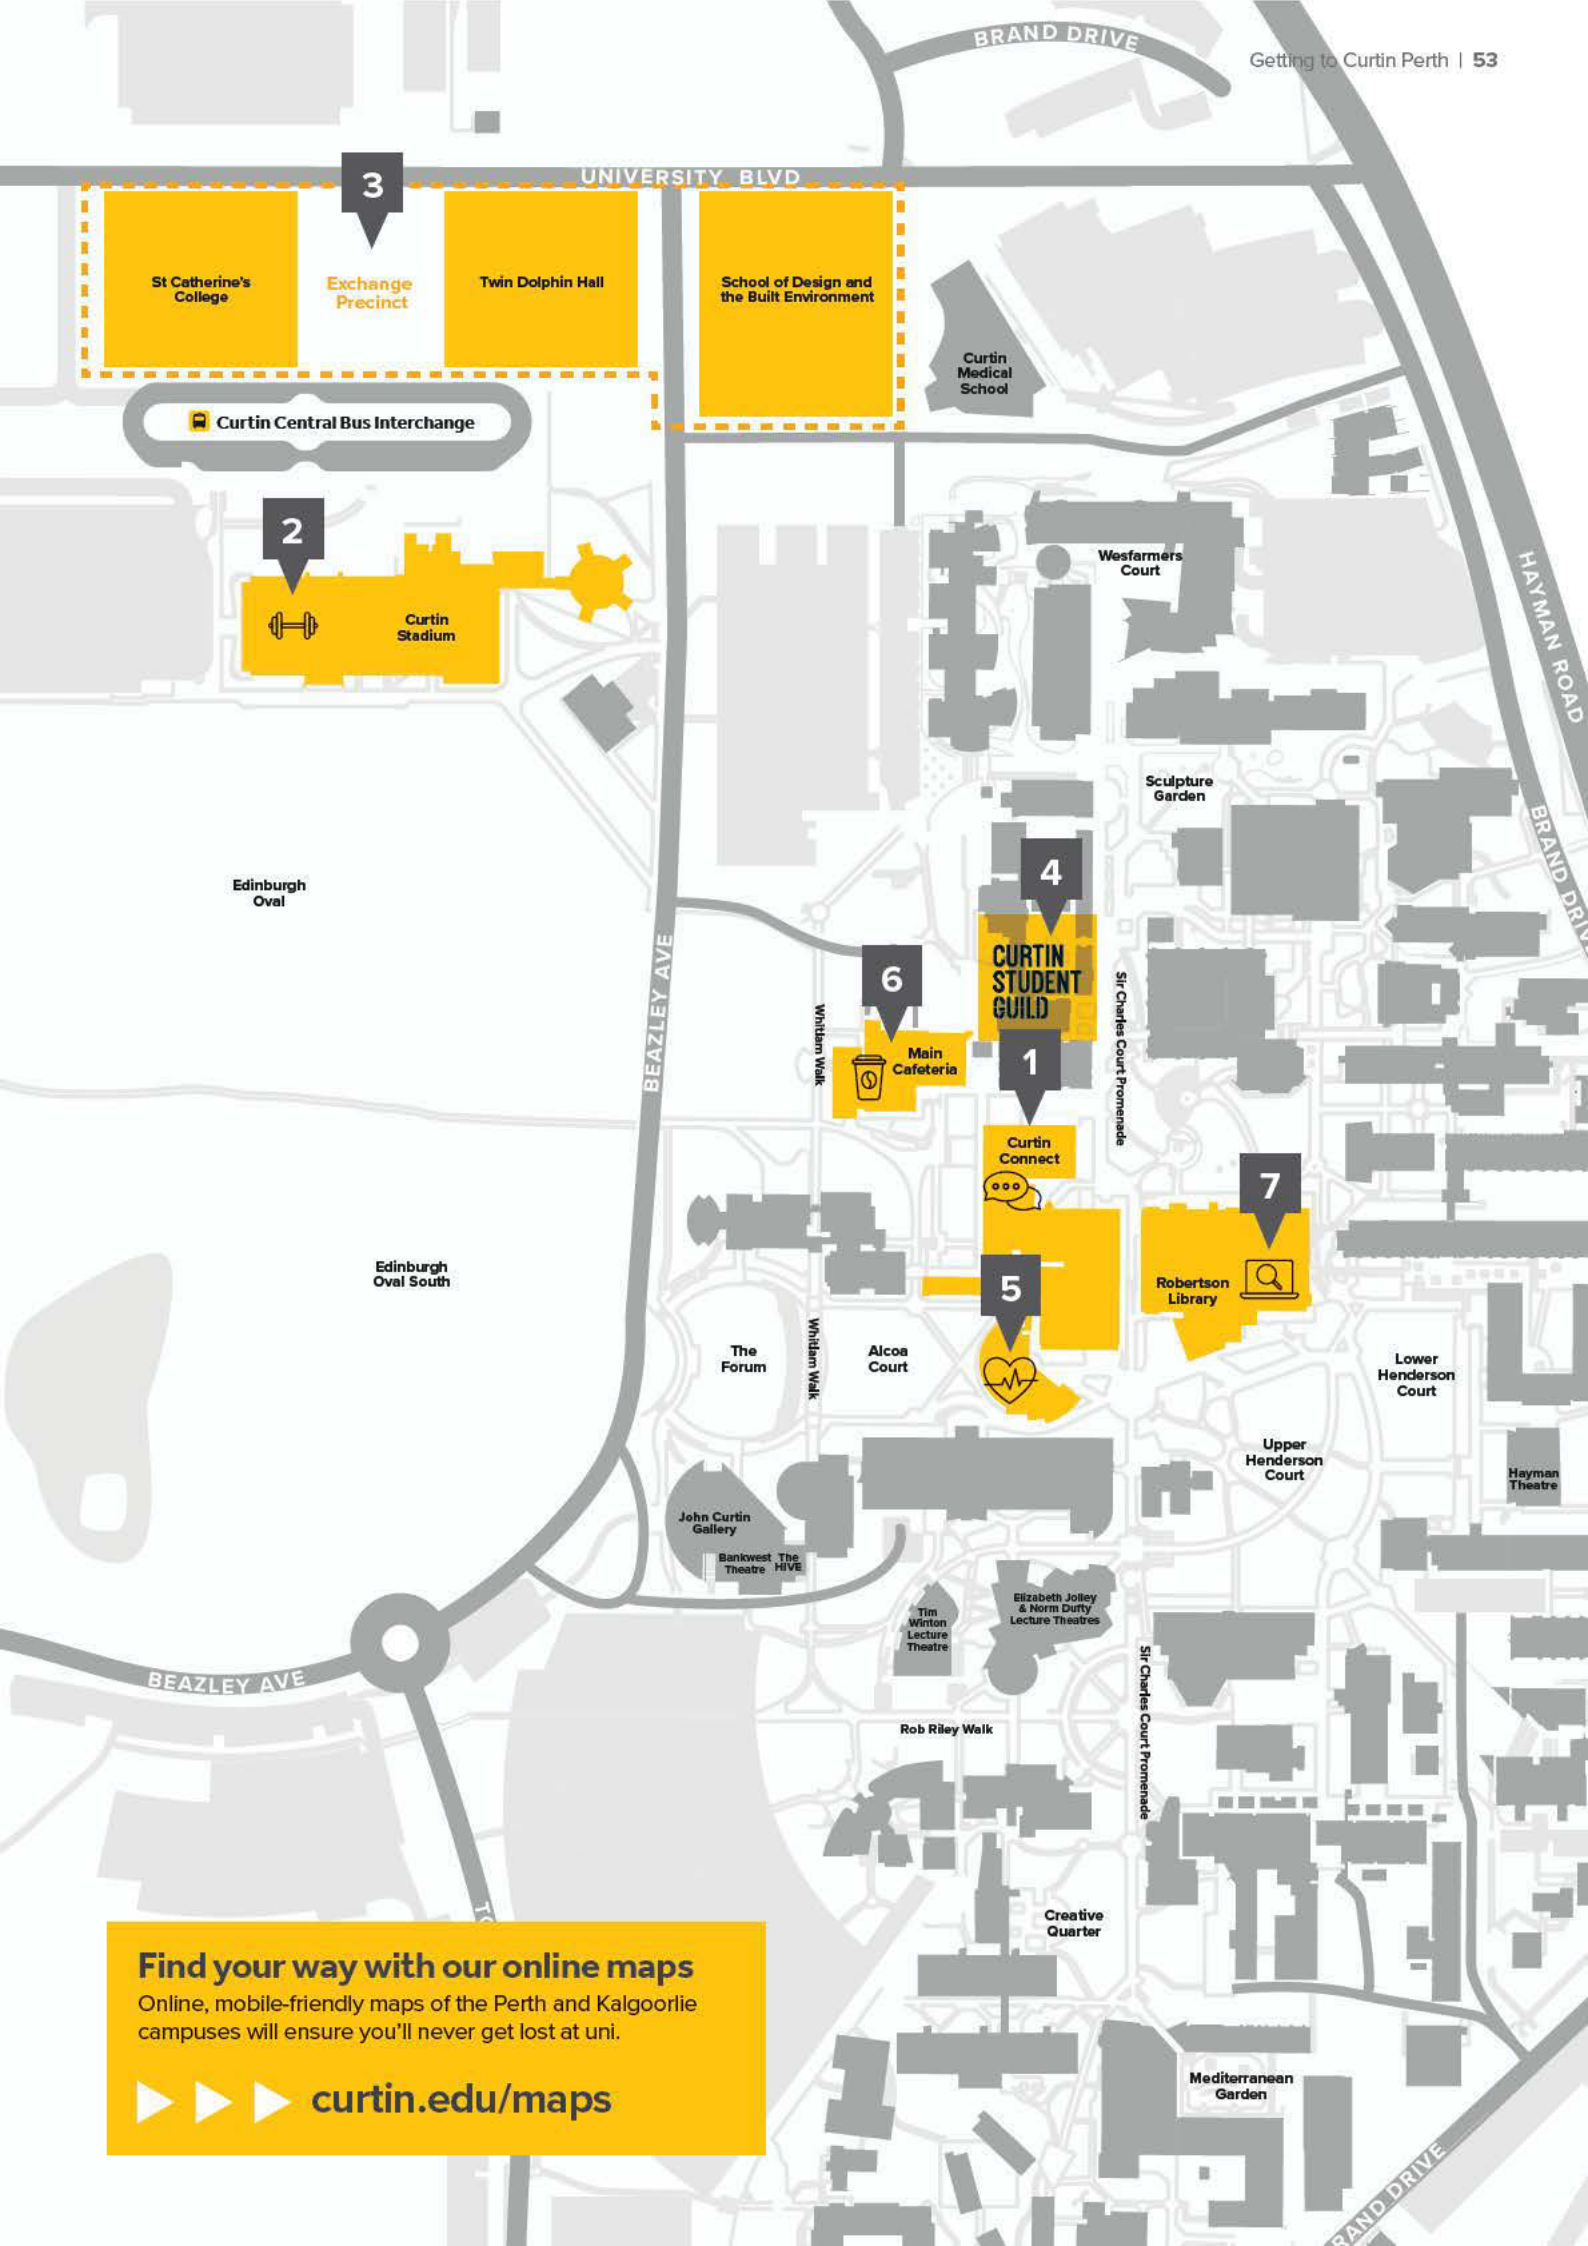 BRAND DRIVE
Getting to Curtin Perth | 53
UNIVERSITY BLVD
3
St Catherine's
College
Exchange
Precinct
Twin Dolphin Hall
School of Design and
the Built Environment
Curtin
Medical
School
Curtin Central Bus Interchange
2
Curtin
Stadium
Wesfarmers
Court
HAYMAN ROAD
Sculpture
Garden
BRAND DRIVE
Edinburgh
Oval
4
CURTIN
STUDENT
GUILD
6
Main
Cafeteria
BEAZLEY AVE
Whitlam Walk
Sir Charles Court Promenade
1
Curtin
Connect
7
Robertson
Library
5
Edinburgh
Oval South
The
Forum
Whitlam Walk
Alcoa
Court
Lower
Henderson
Court
Upper
Henderson
Court
Hayman
Theatre
John Curtin
Gallery
Bankwest
Theatre
The
HIVE
Tim
Winton
Lecture
Theatre
Elizabeth Jolley
& Norm Dufty
Lecture Theatres
BEAZLEY AVE
Sir Charles Court Promenade
Rob Riley Walk
Creative
Quarter
Find your way with our online maps
Online, mobile-friendly maps of the Perth and Kalgoorlie
campuses will ensure you'll never get lost at uni.
curtin.edu/maps
Mediterranean
Garden
BRAND DRIVE